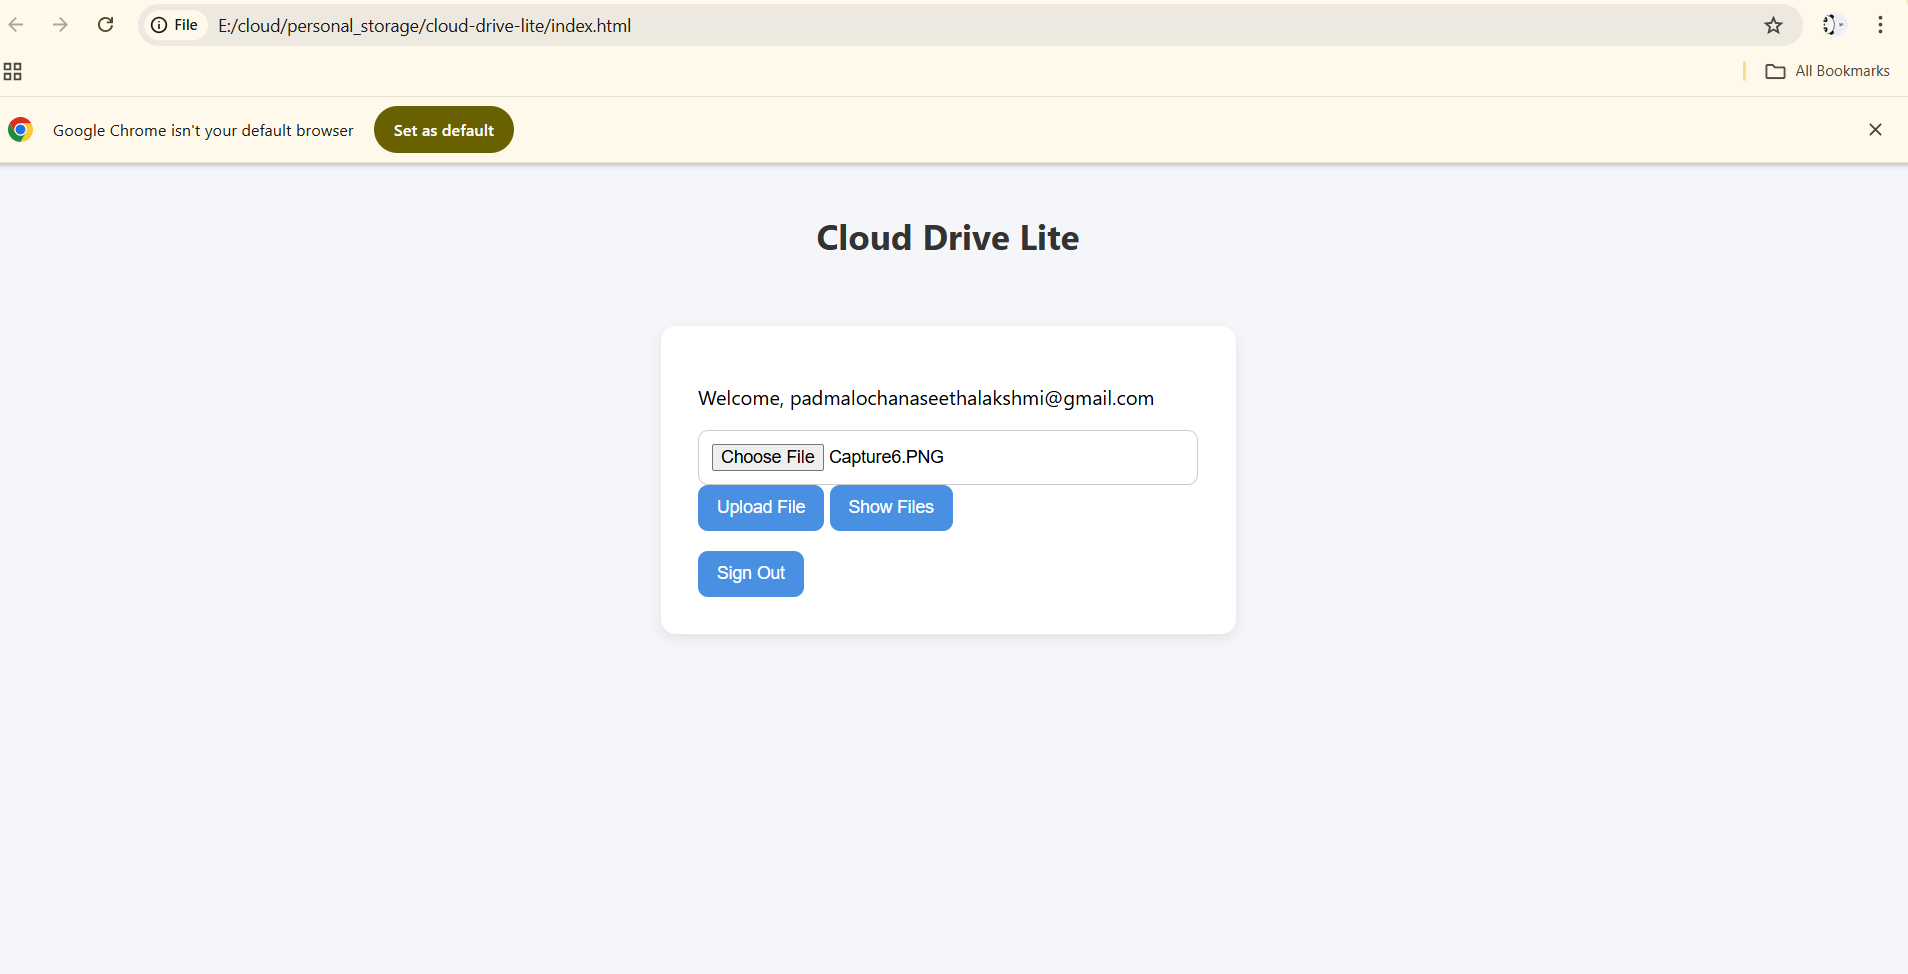 File E:/cloud/personal_storage/cloud-drive-lite/index.html
All Bookmarks
Google Chrome isn't your default browser Set as default
Cloud Drive Lite
Welcome, padmalochanaseethalakshmi@gmail.com
Choose File Capture6.PNG
Upload File Show Files
Sign Out